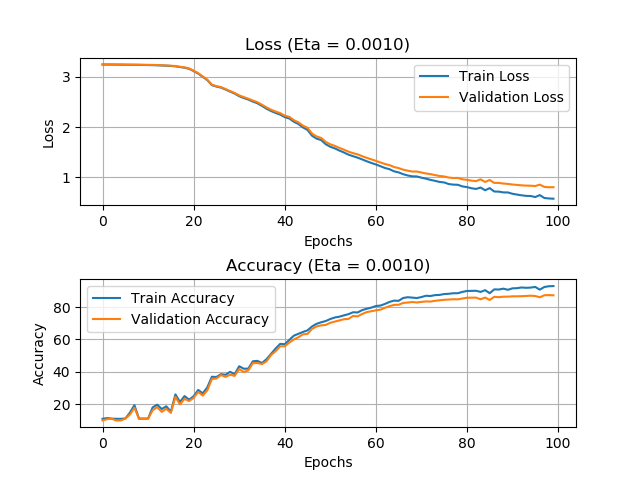 Loss (Eta = 0.0010)
3
2
1
Loss
Train Loss
Validation Loss
0 20 40 60 80 100
Epochs
Accuracy (Eta = 0.0010)
80
60
40
20
Accuracy
Train Accuracy
Validation Accuracy
0 20 40 60 80 100
Epochs